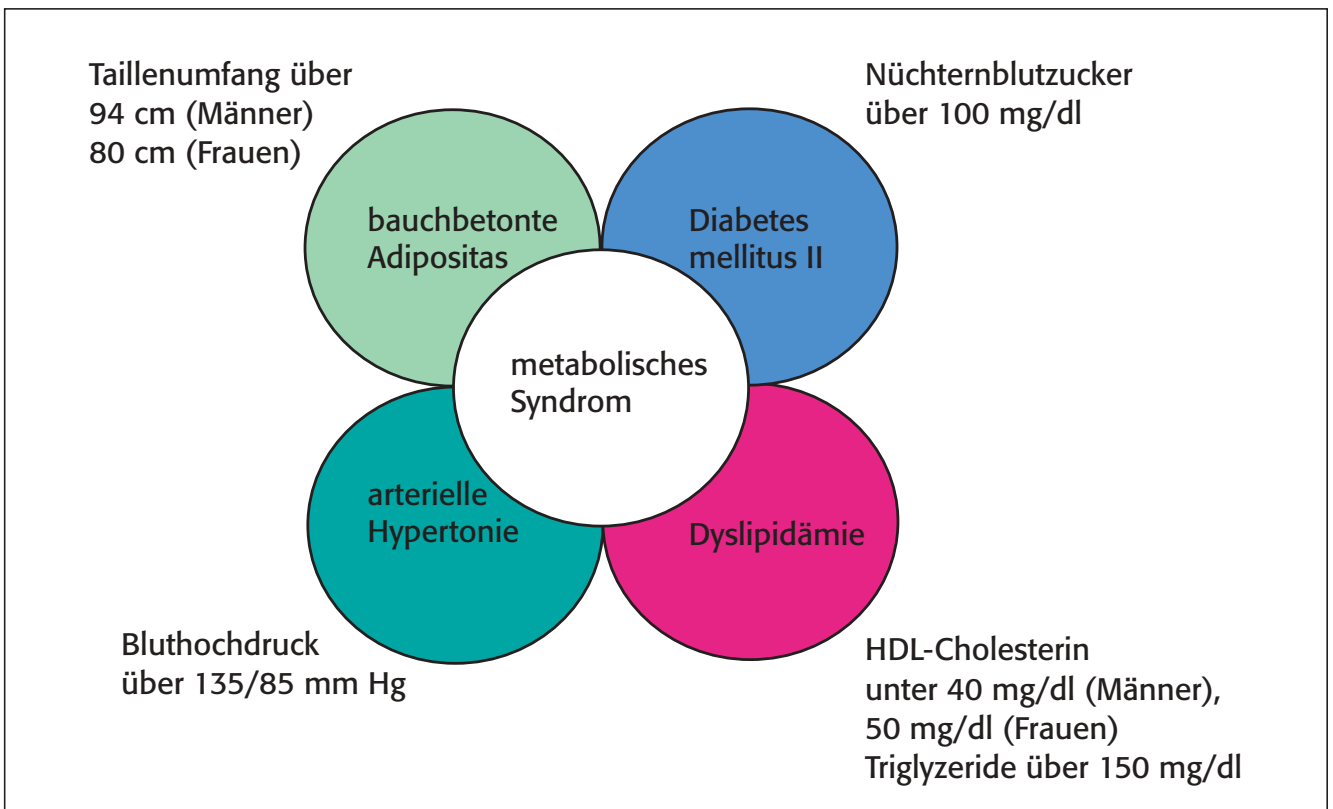 Taillenumfang über
94 cm (Männer)
80 cm (Frauen)
Nüchternblutzucker
über 100 mg/dl
bauchbetonte
Adipositas
Diabetes
mellitus II
metabolisches
Syndrom
arterielle
Hypertonie
Dyslipidämie
Bluthochdruck
über 135/85 mm Hg
HDL-Cholesterin
unter 40 mg/dl (Männer),
50 mg/dl (Frauen)
Triglyzeride über 150 mg/dl